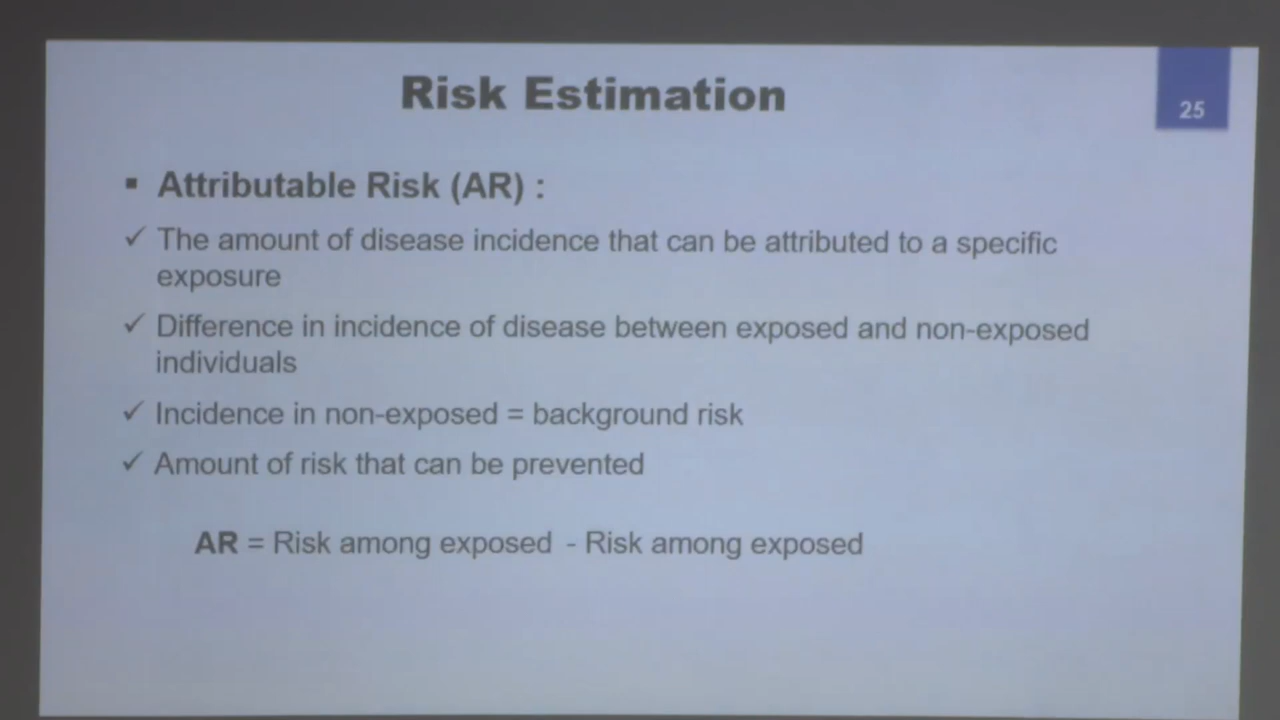 Risk Estimation
25
▪ Attributable Risk (AR) :
✓ The amount of disease incidence that can be attributed to a specific
exposure
✓ Difference in incidence of disease between exposed and non-exposed
individuals
✓ Incidence in non-exposed = background risk
✓ Amount of risk that can be prevented
AR = Risk among exposed - Risk among exposed